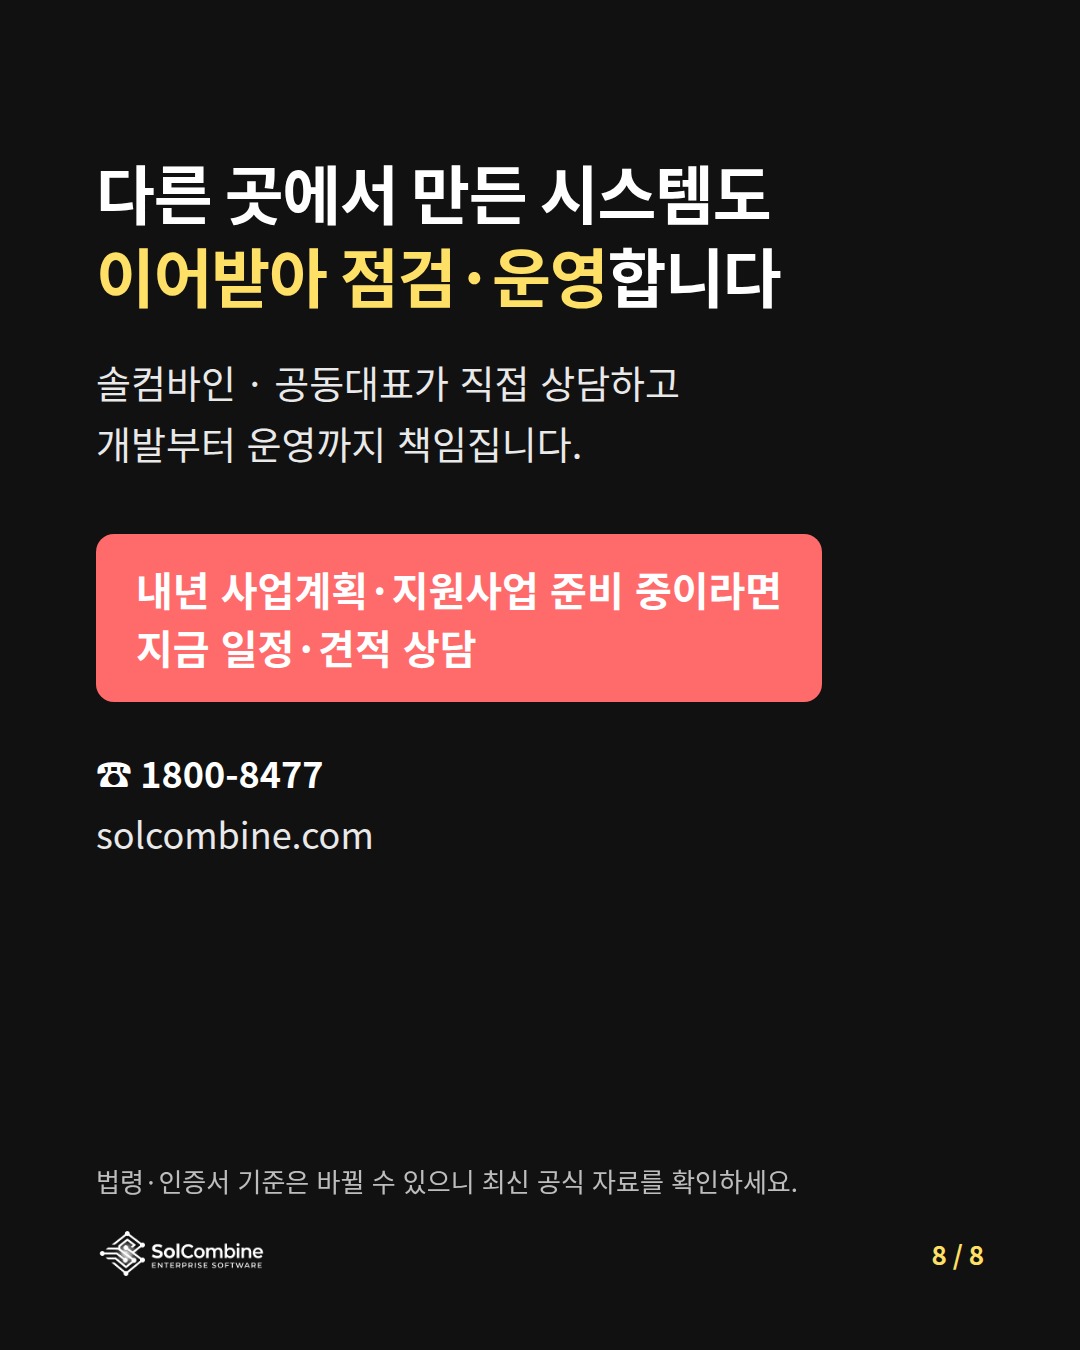 다른 곳에서 만든 시스템도
이어받아 점검·운영합니다
솔컴바인 · 공동대표가 직접 상담하고
개발부터 운영까지 책임집니다.
내년 사업계획·지원사업 준비 중이라면
지금 일정·견적 상담
☎ 1800-8477
solcombine.com
법령·인증서 기준은 바뀔 수 있으니 최신 공식 자료를 확인하세요.
SolCombine
ENTERPRISE SOFTWARE
8 / 8